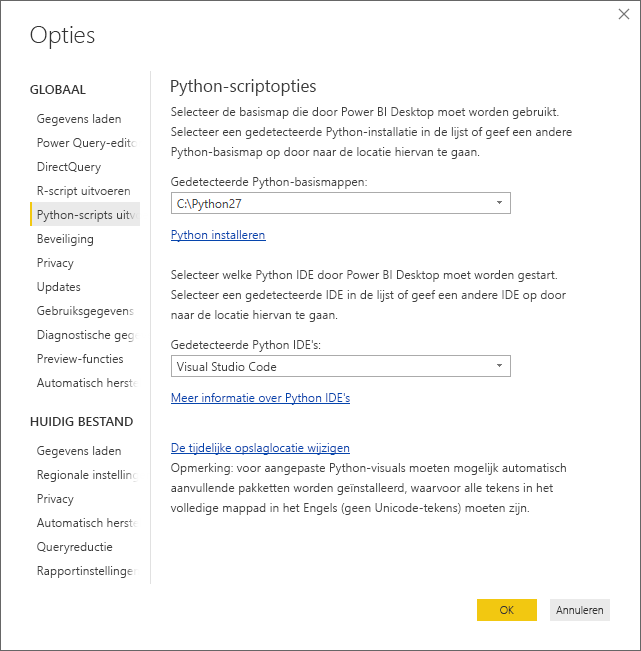 Opties
GLOBAAL
Gegevens laden
Power Query-edito
DirectQuery
R-script uitvoeren
Python-scripts uitv
Beveiliging
Privacy
Updates
Gebruiksgegevens
Diagnostische geg
Preview-functies
Automatisch herste
HUIDIG BESTAND
Gegevens laden
Regionale instelling
Privacy
Automatisch herste
Queryreductie
Rapportinstellingen
Python-scriptopties
Selecteer de basismap die door Power BI Desktop moet worden gebruikt.
Selecteer een gedetecteerde Python-installatie in de lijst of geef een andere
Python-basismap op door naar de locatie hiervan te gaan.
Gedetecteerde Python-basismappen:
C:\Python27
Python installeren
Selecteer welke Python IDE door Power BI Desktop moet worden gestart.
Selecteer een gedetecteerde IDE in de lijst of geef een andere IDE op door
naar de locatie hiervan te gaan.
Gedetecteerde Python IDE's:
Visual Studio Code
Meer informatie over Python IDE's
De tijdelijke opslaglocatie wijzigen
Opmerking: voor aangepaste Python-visuals moeten mogelijk automatisch
aanvullende pakketten worden geïnstalleerd, waarvoor alle tekens in het
volledige mappad in het Engels (geen Unicode-tekens) moeten zijn.
OK
Annuleren